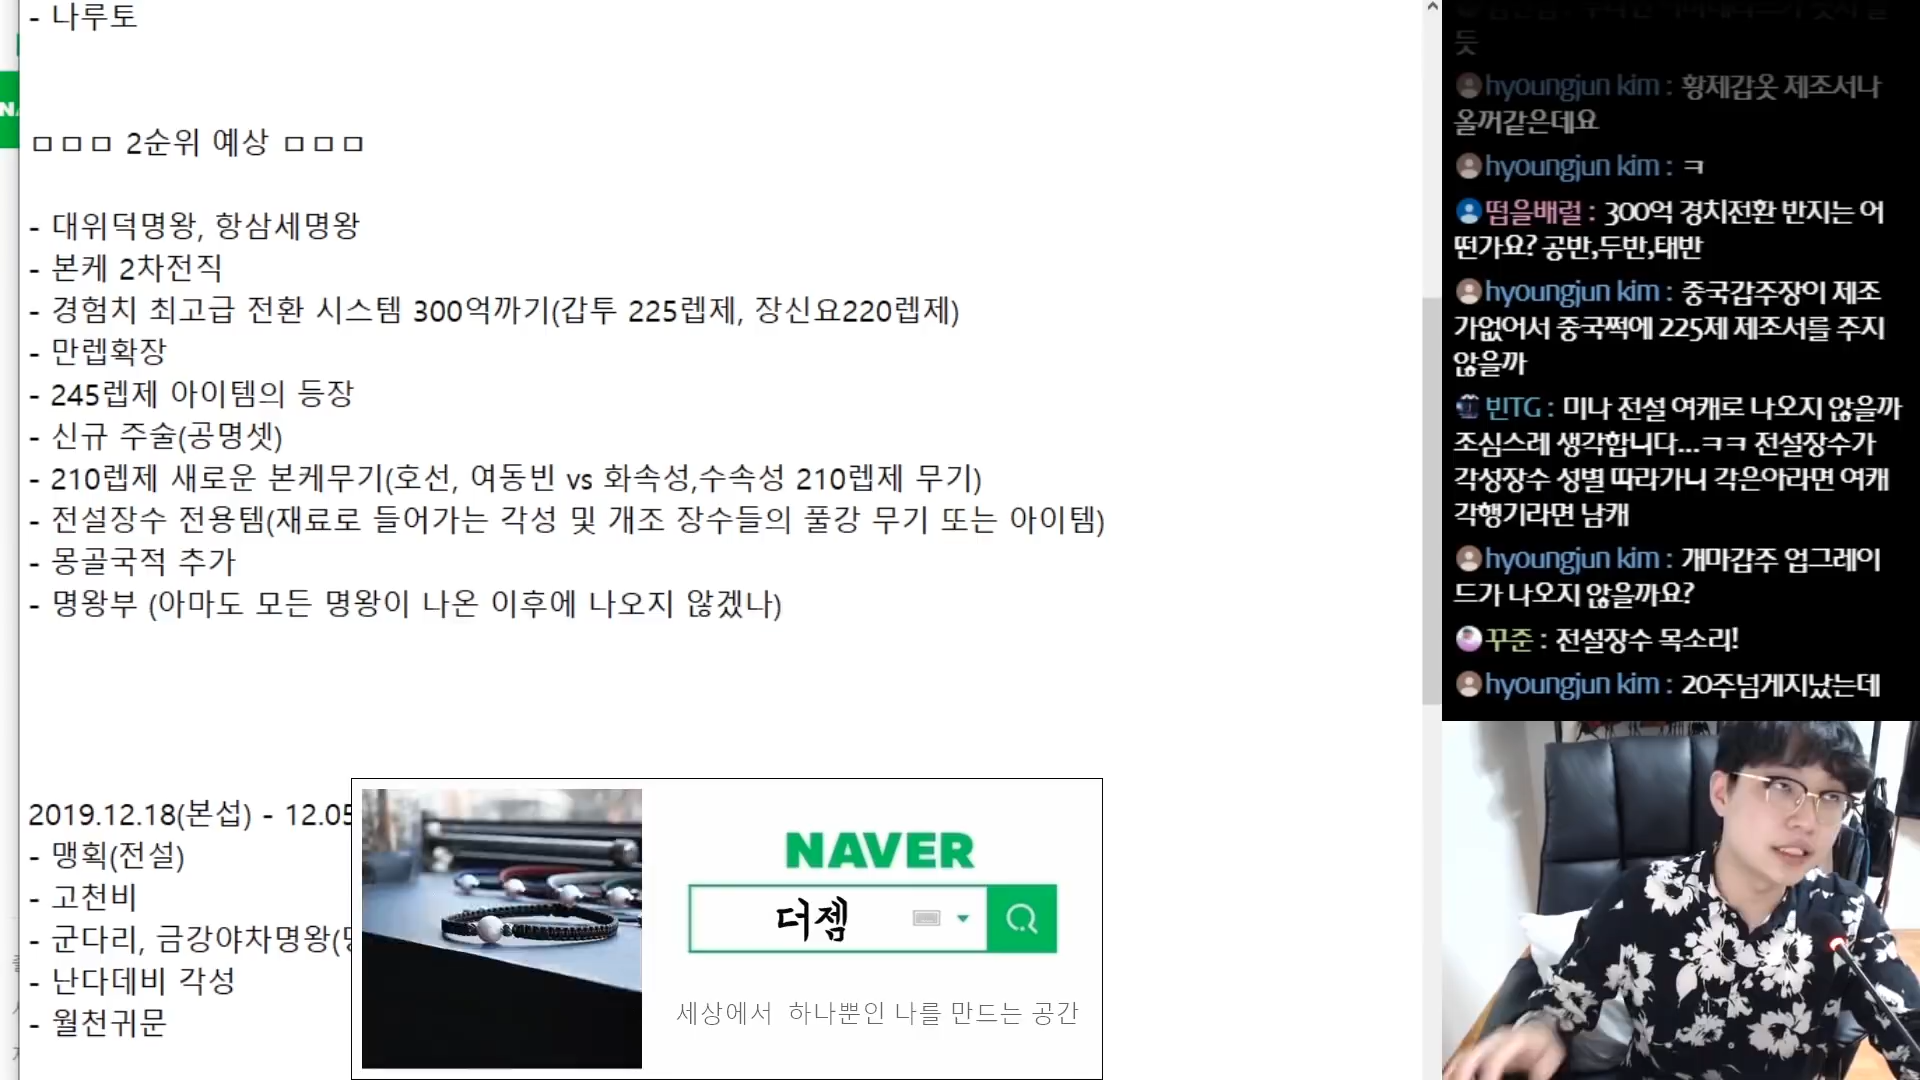 - 나루토
ㅁㅁㅁ 2순위 예상 ㅁㅁㅁ
- 대위덕명왕, 항삼세명왕
- 본케 2차전직
- 경험치 최고급 전환 시스템 300억까기(갑투 225렙제, 장신요220렙제)
- 만렙확장
- 245렙제 아이템의 등장
- 신규 주술(공명셋)
- 210렙제 새로운 본케무기(호선, 여동빈 vs 화속성,수속성 210렙제 무기)
- 전설장수 전용템(재료로 들어가는 각성 및 개조 장수들의 풀강 무기 또는 아이템)
- 몽골국적 추가
- 명왕부 (아마도 모든 명왕이 나온 이후에 나오지 않겠나)
2019.12.18(본섭) - 12.05
- 맹획(전설)
- 고천비
- 군다리, 금강야차명왕
- 난다데비 각성
- 월천귀문
NAVER
더젬
세상에서 하나뿐인 나를 만드는 공간
듯
hyoungjun kim : 황제갑옷 제조서나
올꺼같은데요
hyoungjun kim : ㅋ
떱을배럴 : 300억 경치전환 반지는 어
떤가요? 공반,두반,태반
hyoungjun kim : 중국갑주장이 제조
가없어서 중국쩍에 225제 제조서를 주지
않을까
빈TG : 미나 전설 여캐로 나오지 않을까
조심스레 생각합니다...ㅋㅋ 전설장수가
각성장수 성별 따라가니 각은아라면 여캐
각행기라면 남캐
hyoungjun kim : 개마갑주 업그레이
드가 나오지 않을까요?
꾸준 : 전설장수 목소리!
hyoungjun kim : 20주넘게지났는데